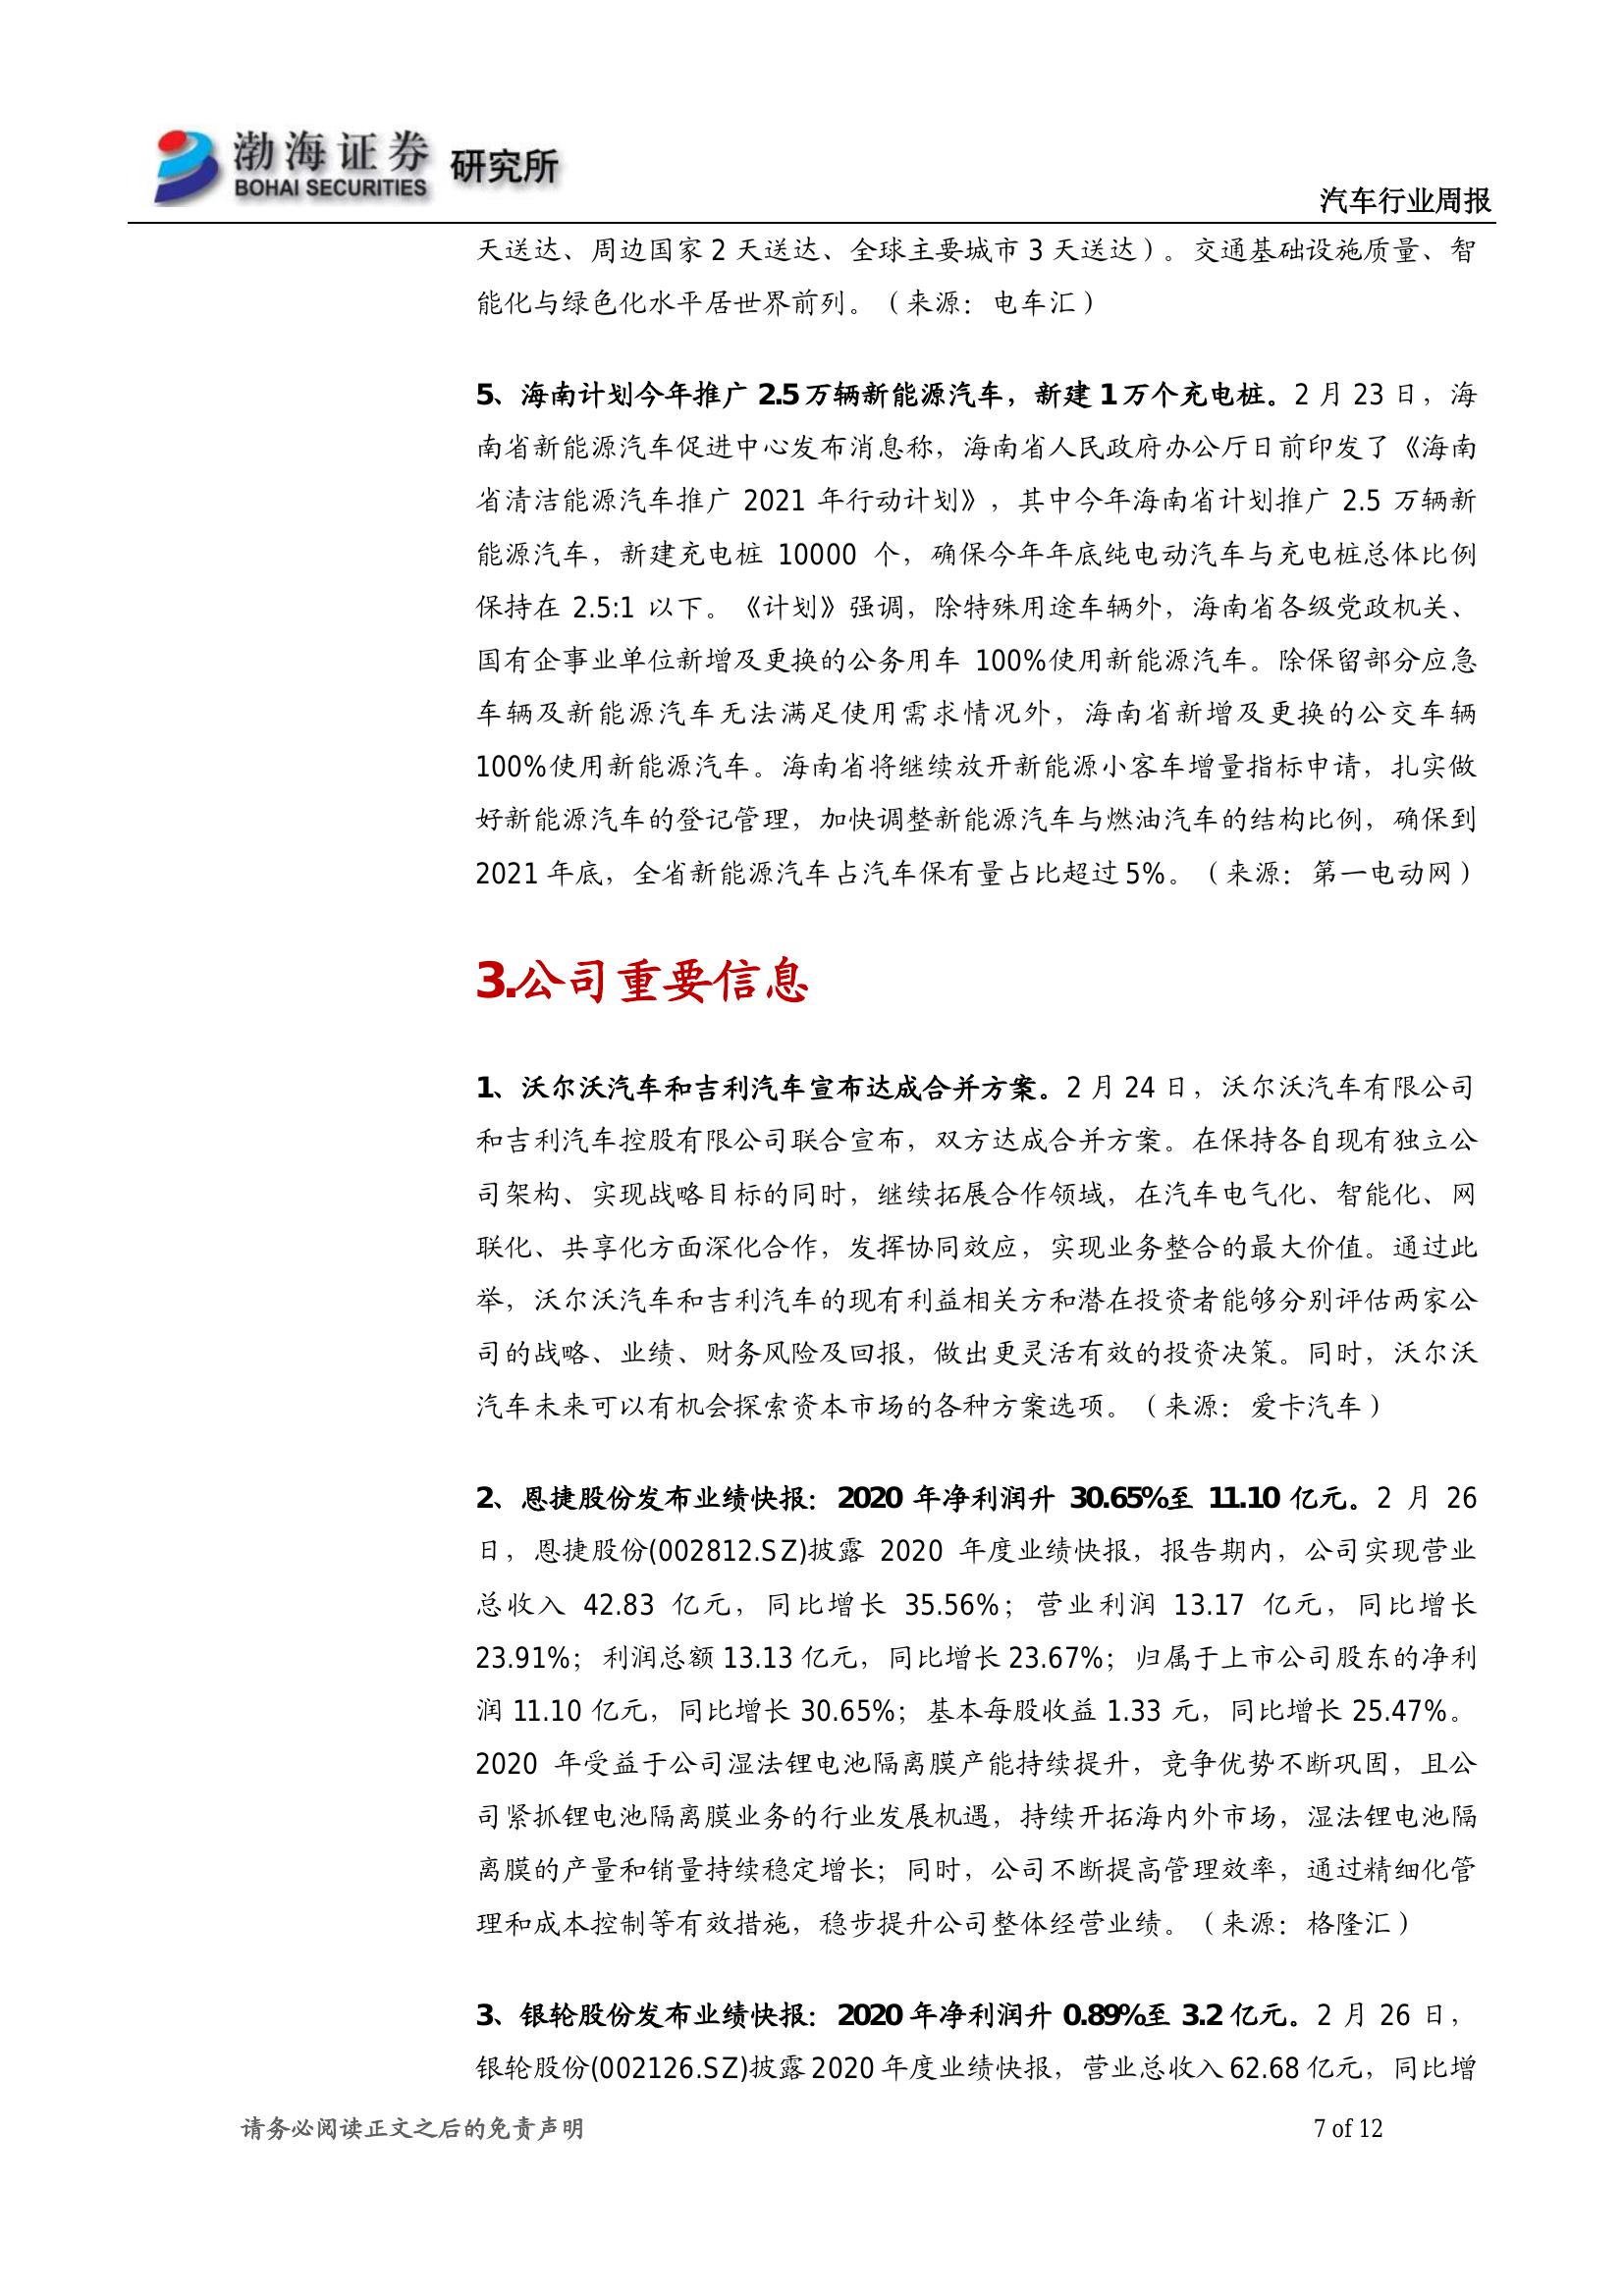 渤海证券 研究所
BOHAI SECURITIES
汽车行业周报
天送达、周边国家 2 天送达、全球主要城市 3 天送达）。交通基础设施质量、智
能化与绿色化水平居世界前列。（来源：电车汇）
5、海南计划今年推广 2.5 万辆新能源汽车，新建 1 万个充电桩。2 月 23 日，海
南省新能源汽车促进中心发布消息称，海南省人民政府办公厅日前印发了《海南
省清洁能源汽车推广 2021 年行动计划》，其中今年海南省计划推广 2.5 万辆新
能源汽车，新建充电桩 10000 个，确保今年年底纯电动汽车与充电桩总体比例
保持在 2.5:1 以下。《计划》强调，除特殊用途车辆外，海南省各级党政机关、
国有企事业单位新增及更换的公务用车 100%使用新能源汽车。除保留部分应急
车辆及新能源汽车无法满足使用需求情况外，海南省新增及更换的公交车辆
100%使用新能源汽车。海南省将继续放开新能源小客车增量指标申请，扎实做
好新能源汽车的登记管理，加快调整新能源汽车与燃油汽车的结构比例，确保到
2021 年底，全省新能源汽车占汽车保有量占比超过 5%。（来源：第一电动网）
3.公司重要信息
1、沃尔沃汽车和吉利汽车宣布达成合并方案。2 月 24 日，沃尔沃汽车有限公司
和吉利汽车控股有限公司联合宣布，双方达成合并方案。在保持各自现有独立公
司架构、实现战略目标的同时，继续拓展合作领域，在汽车电气化、智能化、网
联化、共享化方面深化合作，发挥协同效应，实现业务整合的最大价值。通过此
举，沃尔沃汽车和吉利汽车的现有利益相关方和潜在投资者能够分别评估两家公
司的战略、业绩、财务风险及回报，做出更灵活有效的投资决策。同时，沃尔沃
汽车未来可以有机会探索资本市场的各种方案选项。（来源：爱卡汽车）
2、恩捷股份发布业绩快报：2020 年净利润升 30.65%至 11.10 亿元。2 月 26
日，恩捷股份(002812.SZ)披露 2020 年度业绩快报，报告期内，公司实现营业
总收入 42.83 亿元，同比增长 35.56%；营业利润 13.17 亿元，同比增长
23.91%；利润总额 13.13 亿元，同比增长 23.67%；归属于上市公司股东的净利
润 11.10 亿元，同比增长 30.65%；基本每股收益 1.33 元，同比增长 25.47%。
2020 年受益于公司湿法锂电池隔离膜产能持续提升，竞争优势不断巩固，且公
司紧抓锂电池隔离膜业务的行业发展机遇，持续开拓海内外市场，湿法锂电池隔
离膜的产量和销量持续稳定增长；同时，公司不断提高管理效率，通过精细化管
理和成本控制等有效措施，稳步提升公司整体经营业绩。（来源：格隆汇）
3、银轮股份发布业绩快报：2020 年净利润升 0.89%至 3.2 亿元。2 月 26 日，
银轮股份(002126.SZ)披露 2020 年度业绩快报，营业总收入 62.68 亿元，同比增
请务必阅读正文之后的免责声明
7 of 12